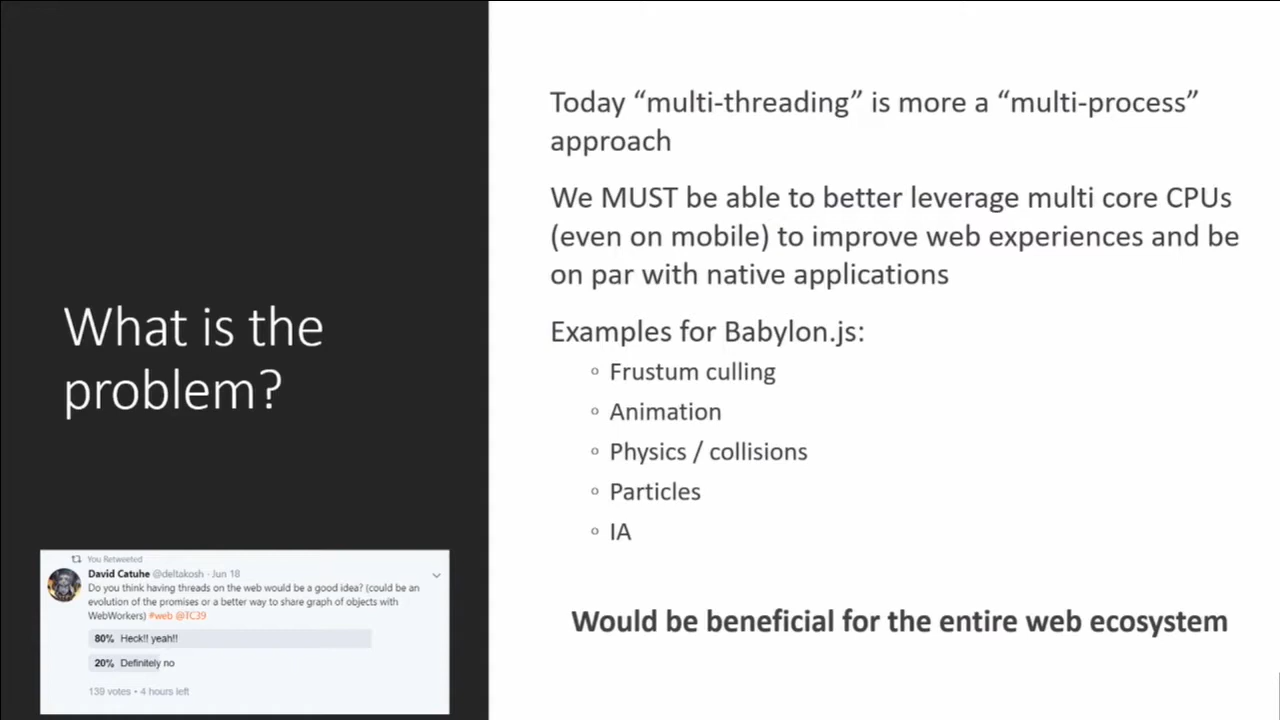 What is the
problem?
Today “multi-threading” is more a “multi-process”
approach
We MUST be able to better leverage multi core CPUs
(even on mobile) to improve web experiences and be
on par with native applications
Examples for Babylon.js:
Frustum culling
Animation
Physics / collisions
Particles
IA
Would be beneficial for the entire web ecosystem
You Retweeted
David Catuhe @deltakosh · Jun 18
Do you think having threads on the web would be a good idea? (could be an
evolution of the promises or a better way to share graph of objects with
WebWorkers) #web @TC39
80% Heck!! yeah!!
20% Definitely no
139 votes • 4 hours left